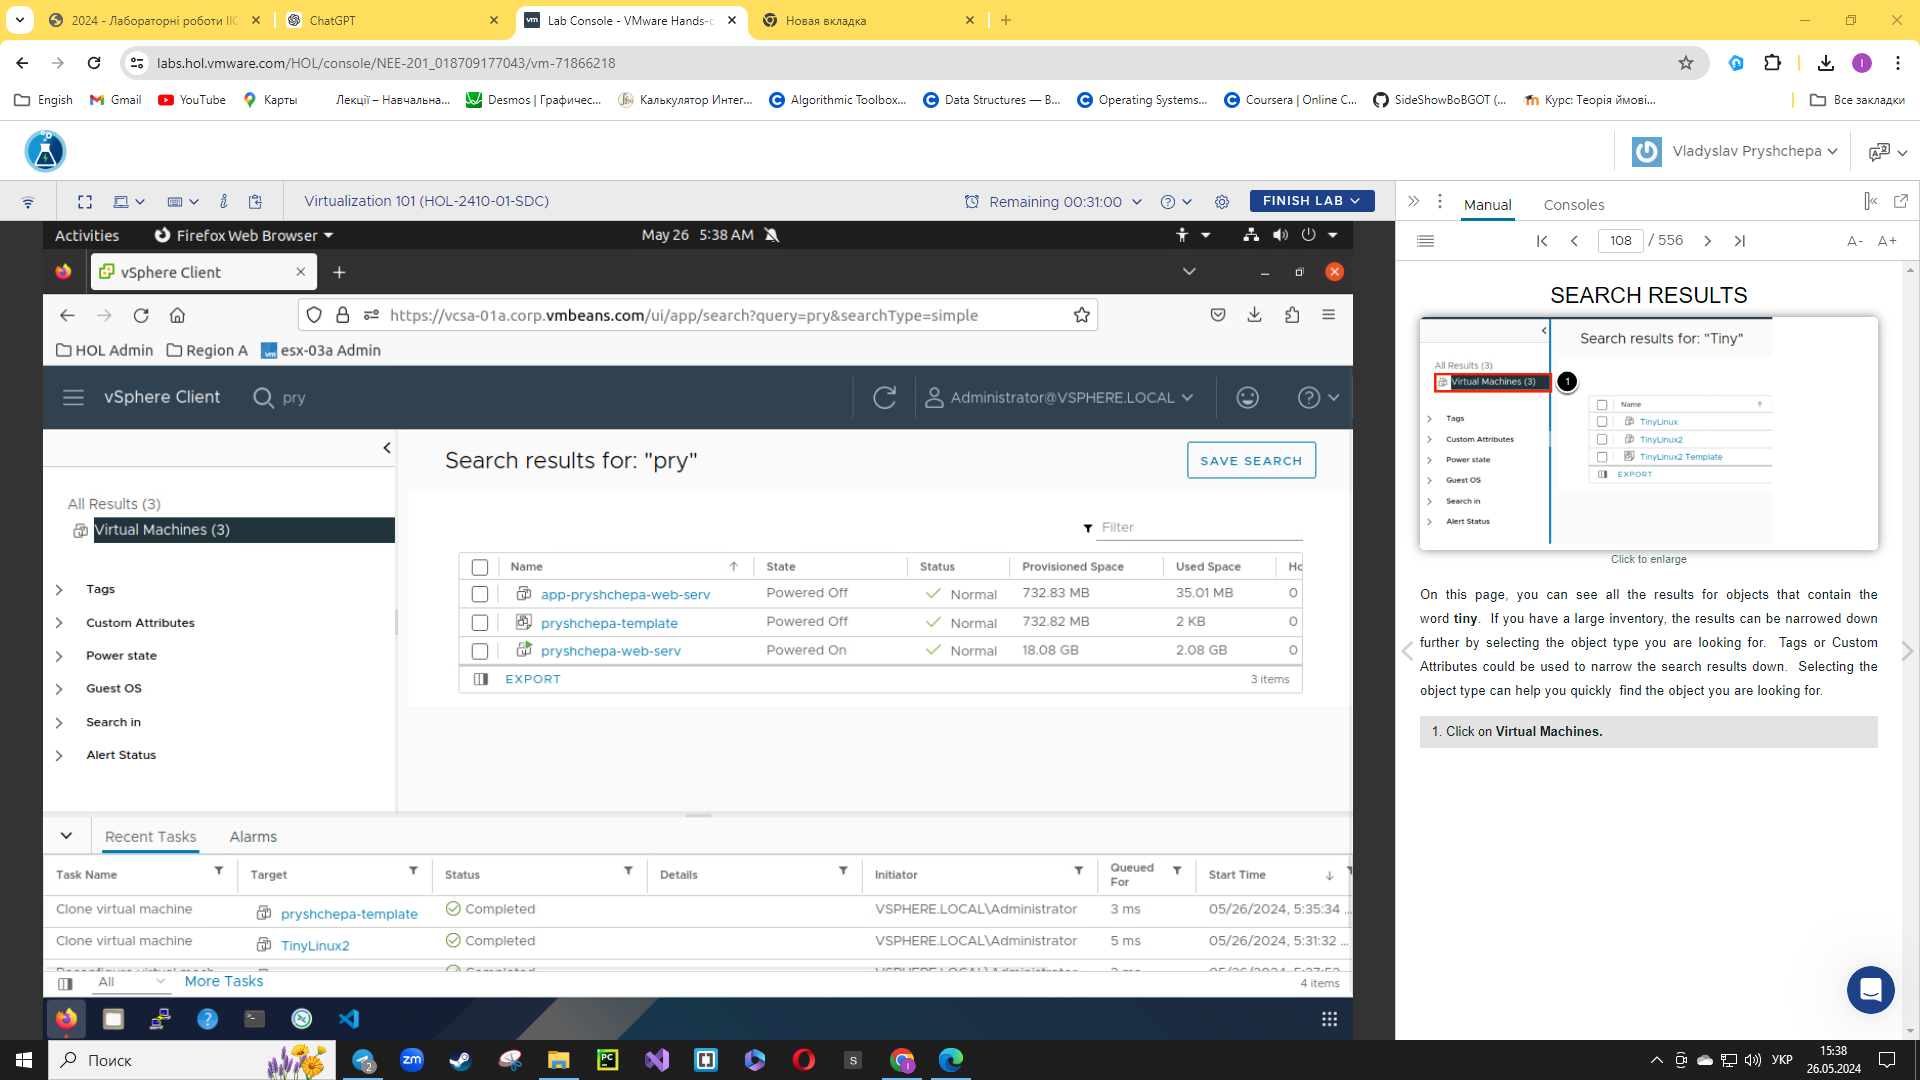 2024 - Лабораторні роботи ІІС
ChatGPT
Lab Console - VMware Hands-o
Новая вкладка
labs.hol.vmware.com/HOL/console/NEE-201_018709177043/vm-71866218
Engish
Gmail
YouTube
Карты
Лекції – Навчальна...
Desmos | Графичес...
Калькулятор Интег...
Algorithmic Toolbox...
Data Structures — В...
Operating Systems...
Coursera | Online C...
SideShowBoBGOT (...
Курс: Теорія ймові...
Все закладки
Vladyslav Pryshchepa
Virtualization 101 (HOL-2410-01-SDC)
Remaining 00:31:00
FINISH LAB
Manual
Consoles
Activities
Firefox Web Browser
May 26 5:38 AM
108 / 556
A- A+
vSphere Client
https://vcsa-01a.corp.vmbeans.com/ui/app/search?query=pry&searchType=simple
HOL Admin
Region A
esx-03a Admin
vSphere Client
pry
Administrator@VSPHERE.LOCAL
Search results for: "pry"
SAVE SEARCH
All Results (3)
Virtual Machines (3)
Tags
Custom Attributes
Power state
Guest OS
Search in
Alert Status
Filter
Name State Status Provisioned Space Used Space Hc
app-pryshchepa-web-serv Powered Off Normal 732.83 MB 35.01 MB 0
pryshchepa-template Powered Off Normal 732.82 MB 2 KB 0
pryshchepa-web-serv Powered On Normal 18.08 GB 2.08 GB 0
EXPORT
3 items
Recent Tasks
Alarms
Task Name Target Status Details Initiator Queued For Start Time
Clone virtual machine pryshchepa-template Completed VSPHERE.LOCAL\Administrator 3 ms 05/26/2024, 5:35:34 ...
Clone virtual machine TinyLinux2 Completed VSPHERE.LOCAL\Administrator 5 ms 05/26/2024, 5:31:32 ...
All
More Tasks
4 items
SEARCH RESULTS
Search results for: "Tiny"
All Results (3)
Virtual Machines (3)
1
Tags
Custom Attributes
Power state
Guest OS
Search in
Alert Status
Name
TinyLinux
TinyLinux2
TinyLinux2 Template
EXPORT
Click to enlarge
On this page, you can see all the results for objects that contain the
word tiny. If you have a large inventory, the results can be narrowed down
further by selecting the object type you are looking for. Tags or Custom
Attributes could be used to narrow the search results down. Selecting the
object type can help you quickly find the object you are looking for.
1. Click on Virtual Machines.
Поиск
2
zm
PC
S
УКР
15:38
26.05.2024